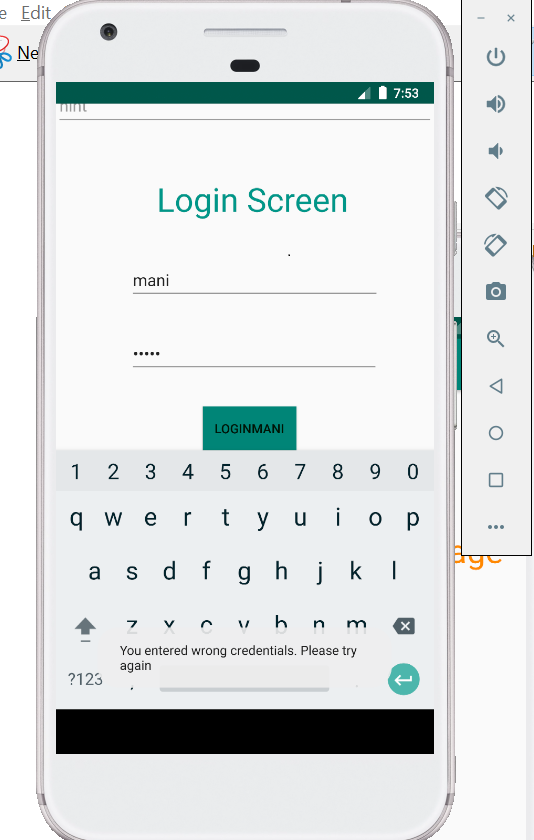 e Edit
Ne
7:53
hint
Login Screen
.
mani
•••••
LOGINMANI
1 2 3 4 5 6 7 8 9 0
q w e r t y u i o p
a s d f g h j k l
z x c v b n m
You entered wrong credentials. Please try
again
?123 ,
age